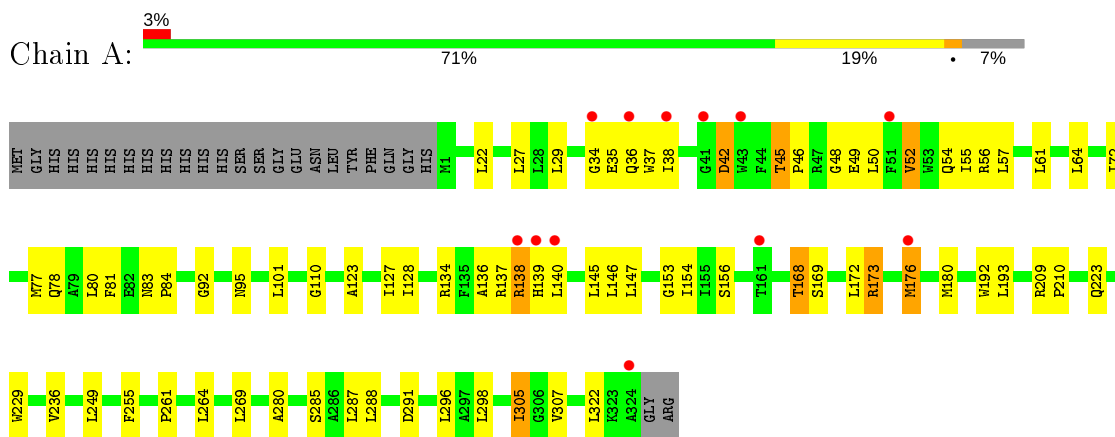 3%
Chain A:
71% 19% • 7%
MET GLY HIS HIS HIS HIS HIS HIS HIS HIS HIS HIS SER SER GLY GLU ASN LEU TYR PHE GLN GLY HIS M1 L22 L27 L28 L29 G34 E35 Q36 W37 I38 G41 D42 W43 F44 T45 P46 R47 G48 E49 L50 F51 V52 W53 Q54 I55 R56 L57 L61 L64
M77 Q78 A79 L80 F81 E82 N83 P84 G92 N95 L101 G110 A123 I127 I128 R134 F135 A136 R137 R138 H139 L140 L145 L146 L147 G153 I154 I155 S156 T161 T168 S169 L172 R173 M176 M180 W192 L193 R209 P210 Q223
W229 V236 L249 F255 P261 L264 L269 A280 S285 A286 L287 L288 D291 L296 A297 L298 I305 G306 V307 L322 K323 A324 GLY ARG